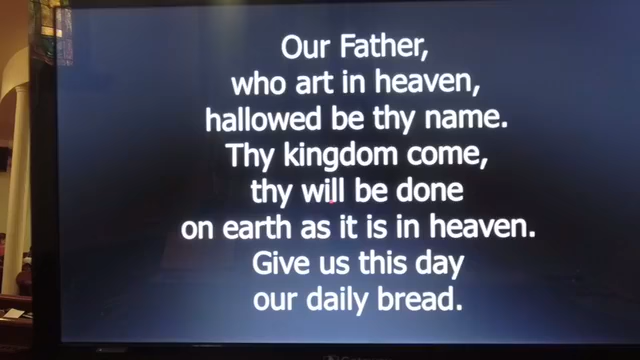 Our Father,
who art in heaven,
hallowed be thy name.
Thy kingdom come,
thy will be done
on earth as it is in heaven.
Give us this day
our daily bread.